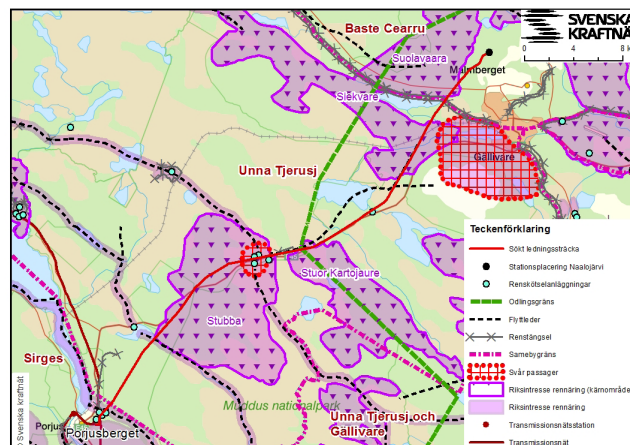 SVENSKA
KRAFTNÄ
0 2 4 8 k
Baste Cearru
Suolavaara
Malmberget
Siekvare
Gällivare
Unna Tjerusj
Stuor Kartojaure
Stubba
Sirges
Muddus nationalpark
Unna Tjerusj och
Gällivare
Porjus
Porjusberget
© Svenska kraftnät
Teckenförklaring
Sökt ledningssträcka
Stationsplacering Naalojärvi
Renskötselanläggningar
Odlingsgräns
Flyttleder
Renstängsel
Samebygräns
Svår passager
Riksintresse rennäring (kärnområde
Riksintresse rennäring
Transmissionsnätsstation
Transmissionsnät